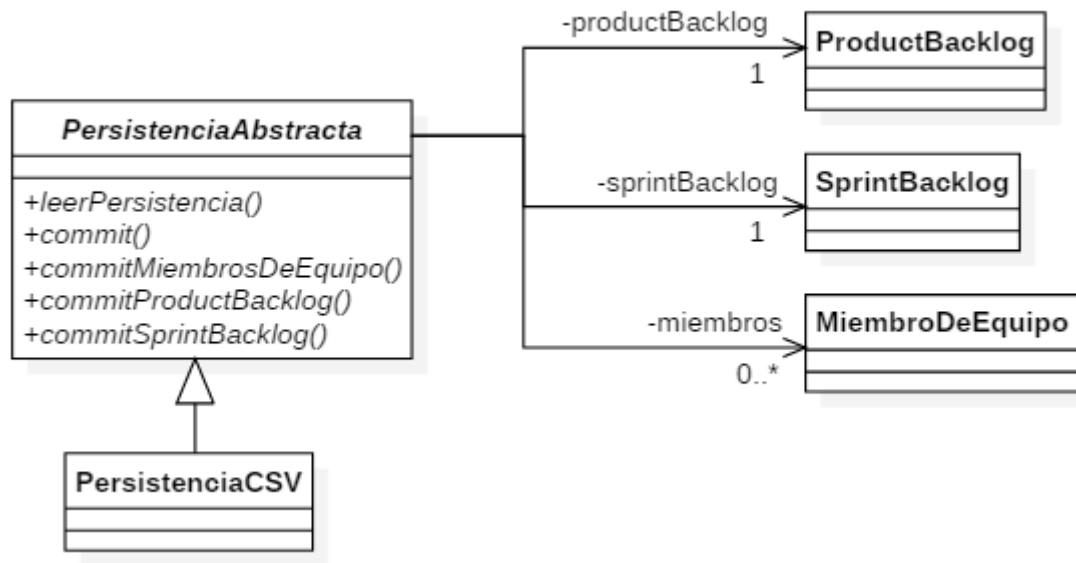 PersistenciaAbstracta
+leerPersistencia()
+commit()
+commitMiembrosDeEquipo()
+commitProductBacklog()
+commitSprintBacklog()
PersistenciaCSV
-productBacklog
1
ProductBacklog
-sprintBacklog
1
SprintBacklog
-miembros
0..*
MiembroDeEquipo